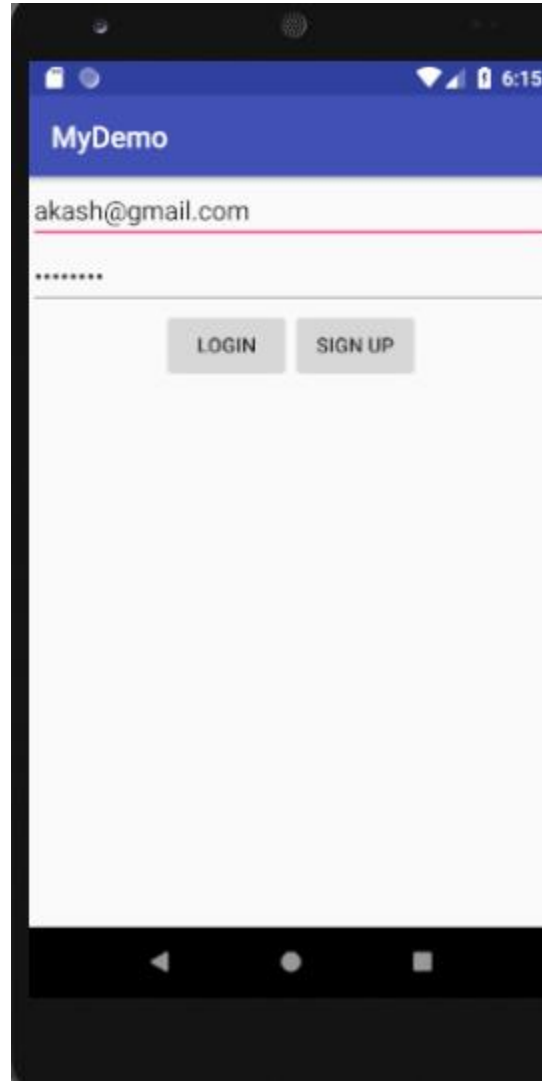 6:15
MyDemo
akash@gmail.com
••••••••
LOGIN SIGN UP